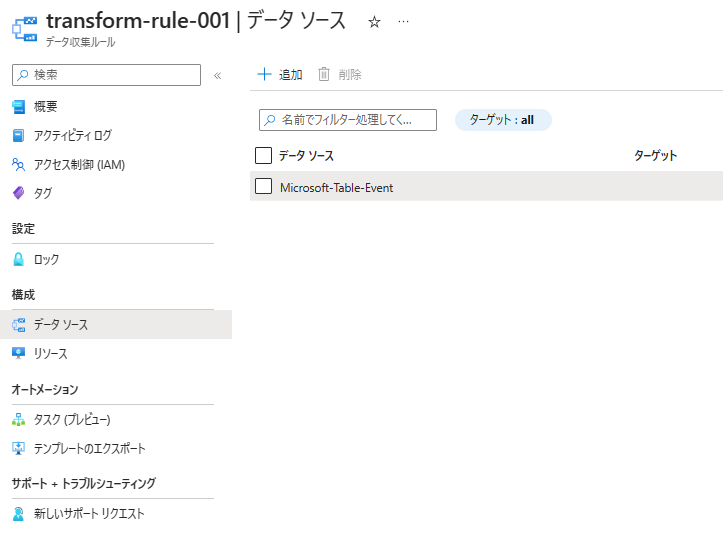 transform-rule-001 | データ ソース
データ収集ルール
検索
概要
アクティビティ ログ
アクセス制御 (IAM)
タグ
設定
ロック
構成
データ ソース
リソース
オートメーション
タスク (プレビュー)
テンプレートのエクスポート
サポート + トラブルシューティング
新しいサポート リクエスト
追加
削除
名前でフィルター処理してく...
ターゲット : all
データ ソース
ターゲット
Microsoft-Table-Event